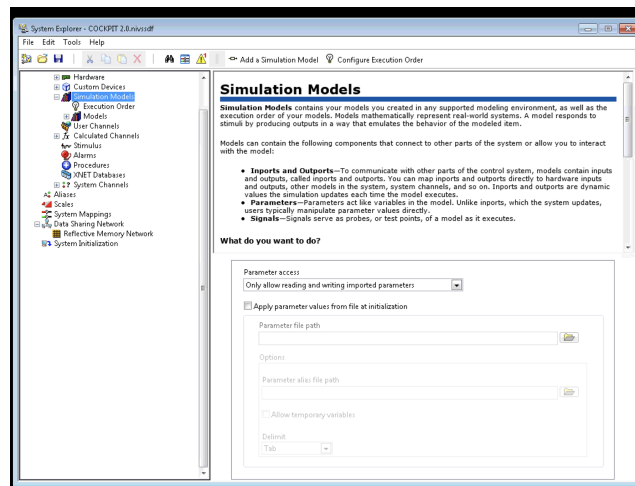 System Explorer - COCKPIT 2.0.nivssdf
File Edit Tools Help
Add a Simulation Model Configure Execution Order
Hardware
Custom Devices
Simulation Models
Execution Order
Models
User Channels
fx Calculated Channels
Stimulus
Alarms
Procedures
XNET Databases
System Channels
Aliases
Scales
System Mappings
Data Sharing Network
Reflective Memory Network
System Initialization
Simulation Models
Simulation Models contains your models you created in any supported modeling environment, as well as the
execution order of your models. Models mathematically represent real-world systems. A model responds to
stimuli by producing outputs in a way that emulates the behavior of the modeled item.
Models can contain the following components that connect to other parts of the system or allow you to interact
with the model:
• Inports and Outports—To communicate with other parts of the control system, models contain inputs
and outputs, called inports and outports. You can map inports and outports directly to hardware inputs
and outputs, other models in the system, system channels, and so on. Inports and outports are dynamic
values the simulation updates each time the model executes.
• Parameters—Parameters act like variables in the model. Unlike inports, which the system updates,
users typically manipulate parameter values directly.
• Signals—Signals serve as probes, or test points, of a model as it executes.
What do you want to do?
Parameter access
Only allow reading and writing imported parameters
Apply parameter values from file at initialization
Parameter file path
Options
Parameter alias file path
Allow temporary variables
Delimit
Tab